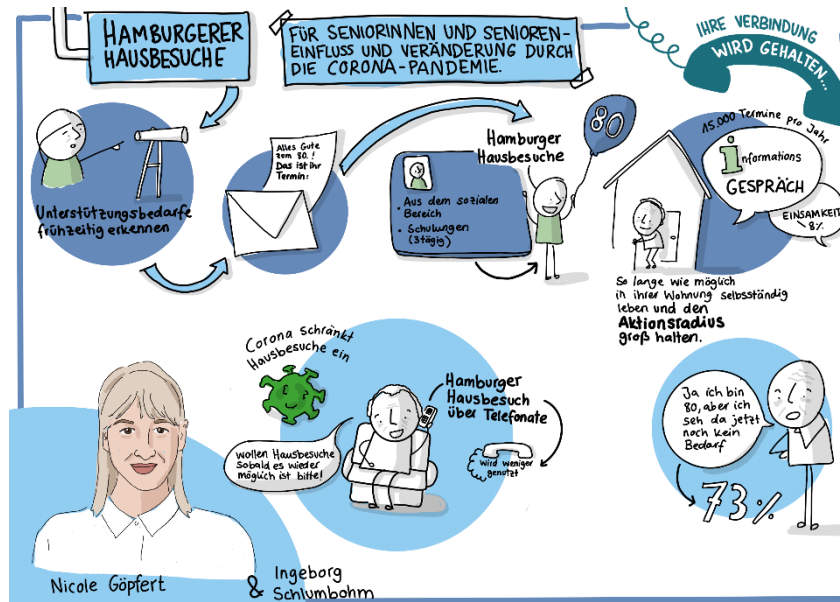 HAMBURGERER
HAUSBESUCHE
FÜR SENIORINNEN UND SENIOREN-
EINFLUSS UND VERÄNDERUNG DURCH
DIE CORONA-PANDEMIE.
IHRE VERBINDUNG
WIRD GEHALTEN...
Unterstützungsbedarfe
frühzeitig erkennen
Alles Gute
zum 80.!
Das ist ihr
Termin:
Hamburger
Hausbesuche
80
Aus dem sozialen
Bereich
Schulungen
(3tägig)
15.000 Termine pro Jahr
informations
GESPRÄCH
EINSAMKEIT
8%
So lange wie möglich
in ihrer Wohnung selbsständig
leben und den
Aktionsradius
groß halten.
Corona schränkt
Hausbesuche ein
wollen Hausbesuche
sobald es wieder
möglich ist bitte!
Hamburger
Hausbesuch
über Telefonate
wird weniger
genutzt
Ja ich bin
80, aber ich
seh da jetzt
noch kein
Bedarf
73%
Nicole Göpfert
& Ingeborg
Schlumbohm